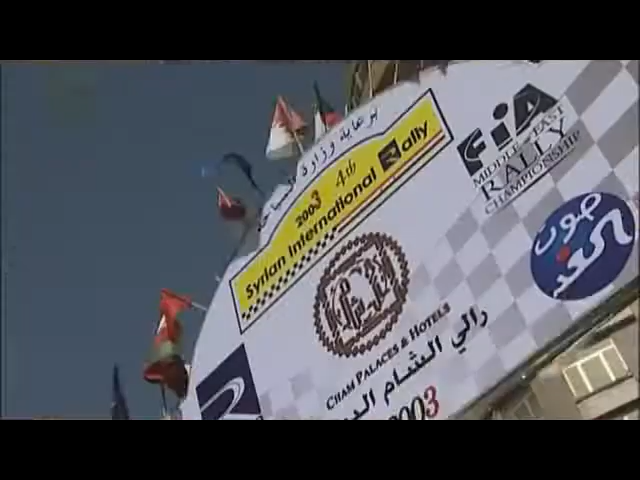 برعاية وزارة
2003 4th
Syrian International Rally
FIA
MIDDLE EAST
RALLY
CHAMPIONSHIP
صوت
الغد
CHAM PALACES & HOTELS
رالي الشام
2003